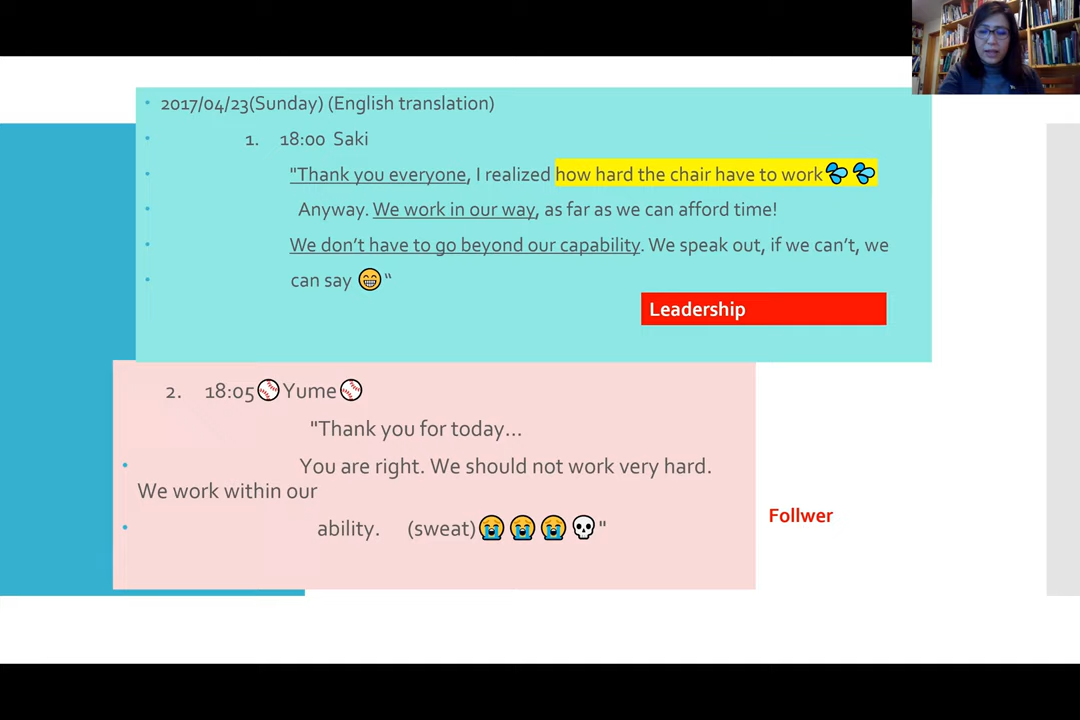 2017/04/23(Sunday) (English translation)
1. 18:00 Saki
"Thank you everyone, I realized how hard the chair have to work💦💦
Anyway. We work in our way, as far as we can afford time!
We don't have to go beyond our capability. We speak out, if we can't, we
can say 😁“
Leadership
2. 18:05⚾Yume⚾
"Thank you for today...
You are right. We should not work very hard.
We work within our
ability. (sweat)😭😭😭💀"
Follwer